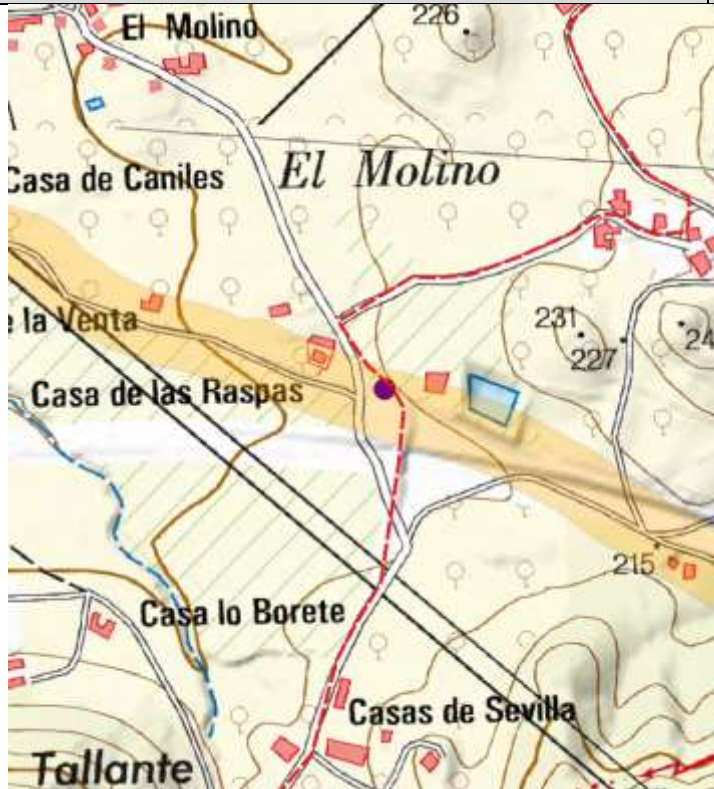 226
El Molino
Casa de Caniles
El Molino
231
227
24
e la Venta
Casa de las Raspas
215
Casa lo Borete
Casas de Sevilla
Tallante